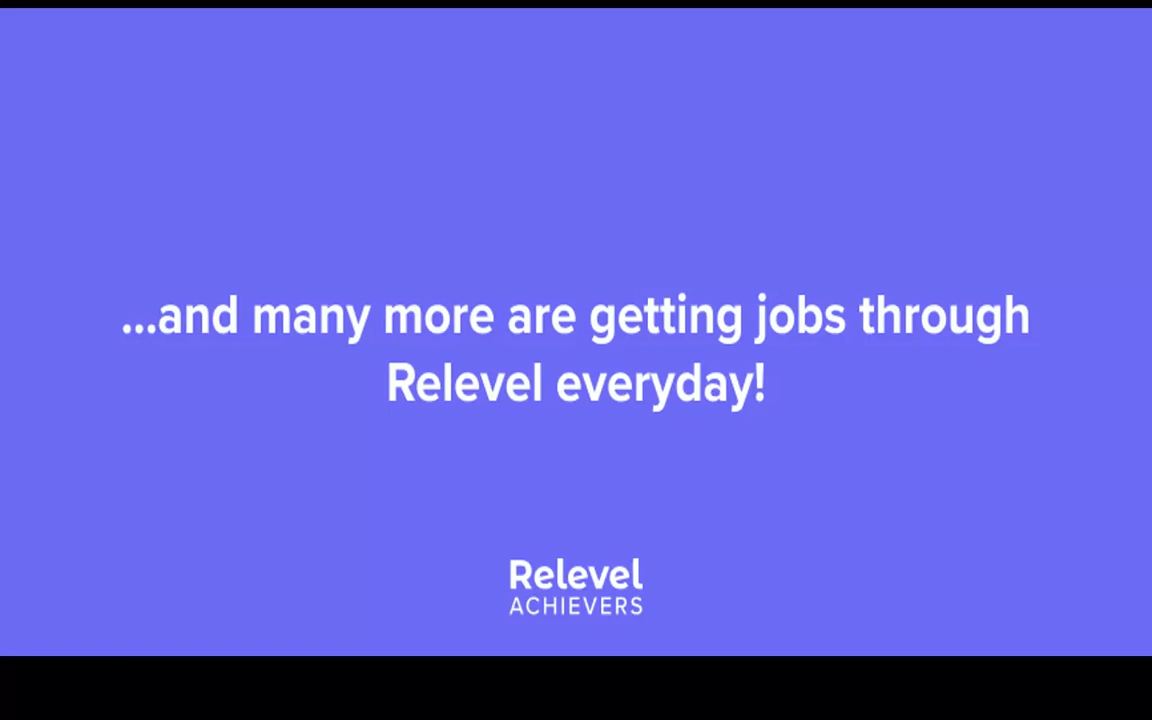 ...and many more are getting jobs through
Relevel everyday!
Relevel
ACHIEVERS